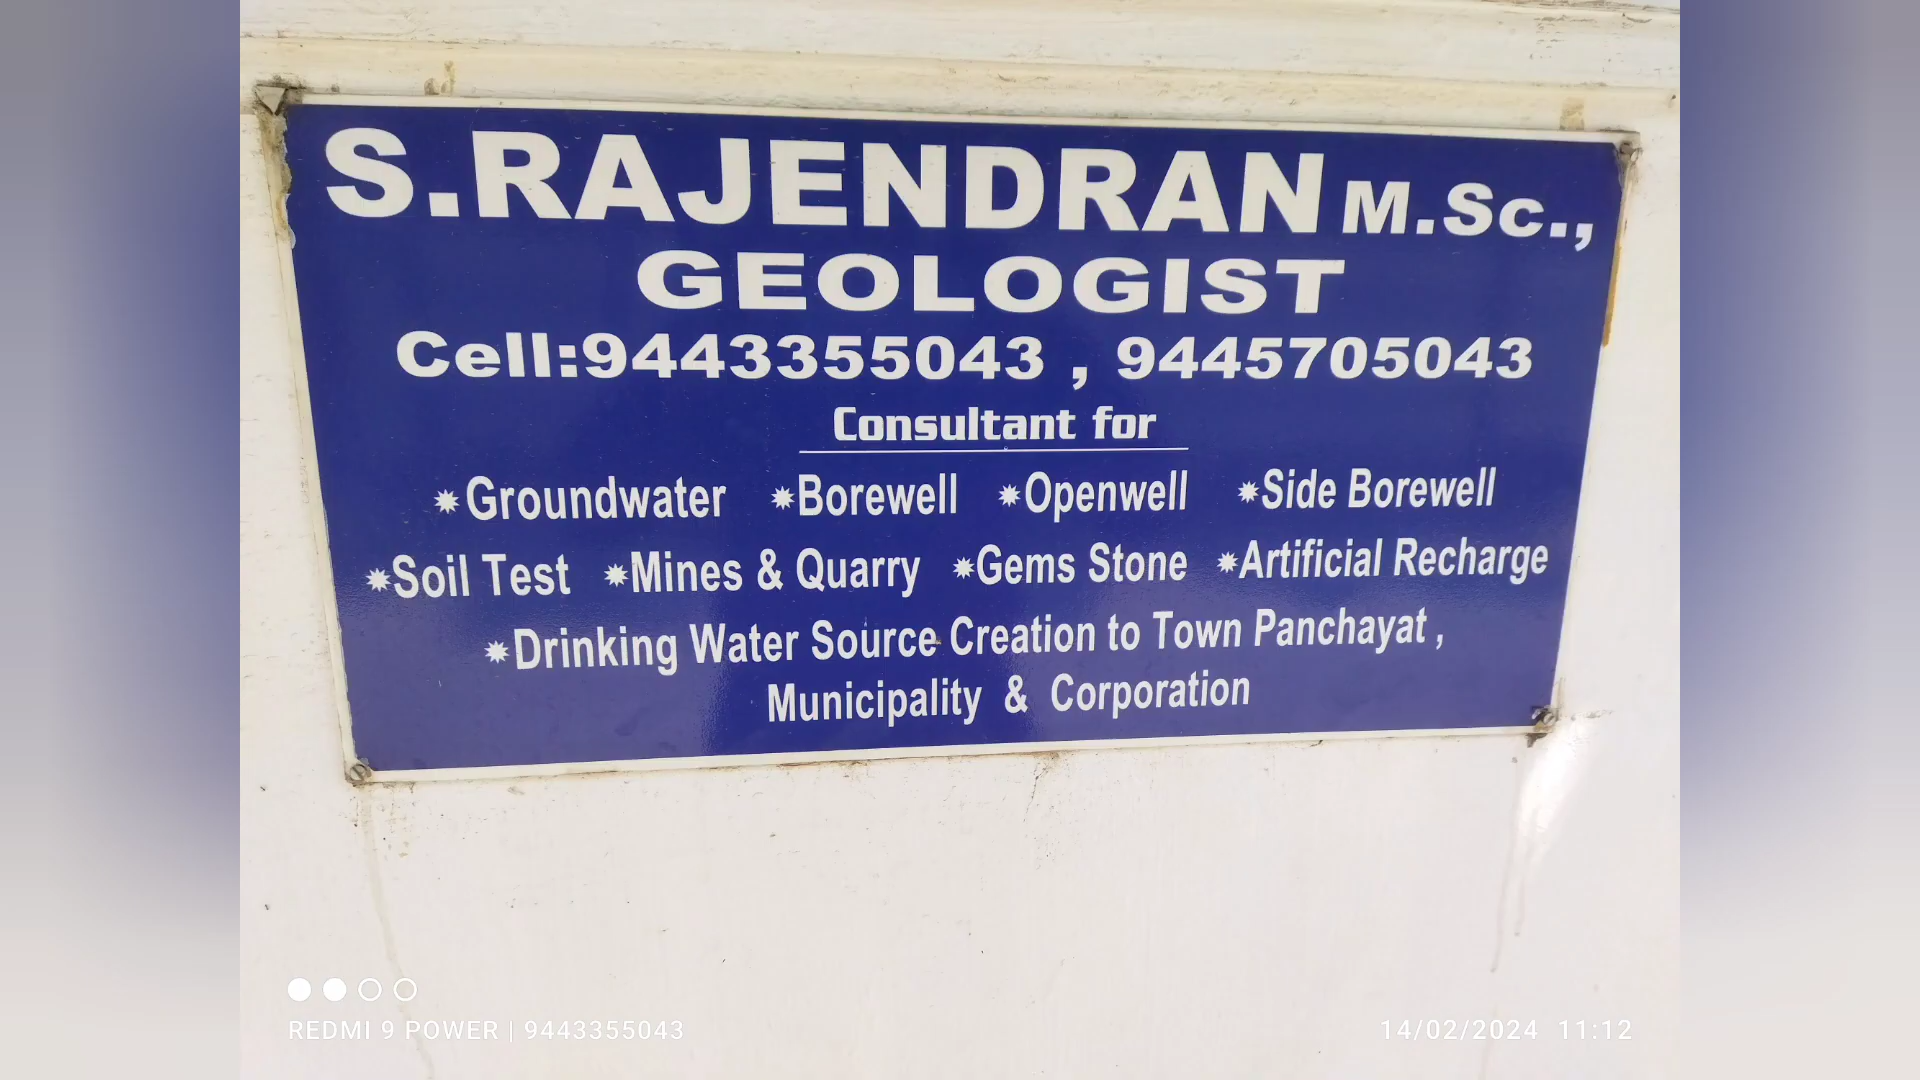 S.RAJENDRAN M.Sc.,
GEOLOGIST
Cell:9443355043 , 9445705043
Consultant for
✹Groundwater ✹Borewell ✹Openwell ✹Side Borewell
✹Soil Test ✹Mines & Quarry ✹Gems Stone ✹Artificial Recharge
✹Drinking Water Source Creation to Town Panchayat ,
Municipality & Corporation
REDMI 9 POWER | 9443355043
14/02/2024 11:12